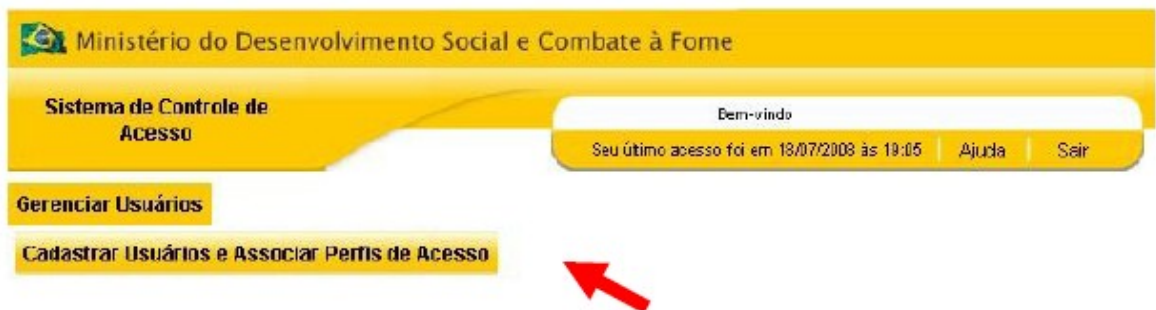 Ministério do Desenvolvimento Social e Combate à Fome
Sistema de Controle de
Acesso
Bem-vindo
Seu útimo acesso foi em 18/07/2008 às 19:05 Ajuda Sair
Gerenciar Usuários
Cadastrar Usuários e Associar Perfis de Acesso